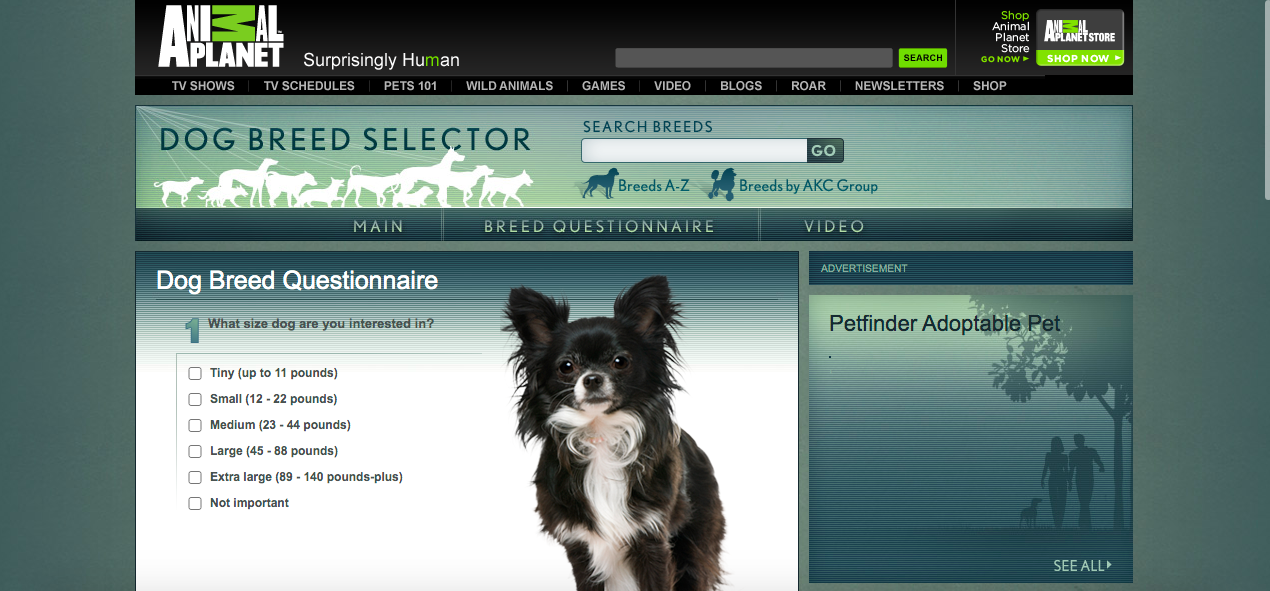 ANIMAL
PLANET
Surprisingly Human
SEARCH
Shop
Animal
Planet
Store
GO NOW
ANIMAL
PLANET STORE
SHOP NOW
TV SHOWS
TV SCHEDULES
PETS 101
WILD ANIMALS
GAMES
VIDEO
BLOGS
ROAR
NEWSLETTERS
SHOP
DOG BREED SELECTOR
SEARCH BREEDS
GO
Breeds A-Z
Breeds by AKC Group
MAIN
BREED QUESTIONNAIRE
VIDEO
Dog Breed Questionnaire
1 What size dog are you interested in?
Tiny (up to 11 pounds)
Small (12 - 22 pounds)
Medium (23 - 44 pounds)
Large (45 - 88 pounds)
Extra large (89 - 140 pounds-plus)
Not important
ADVERTISEMENT
Petfinder Adoptable Pet
.
SEE ALL